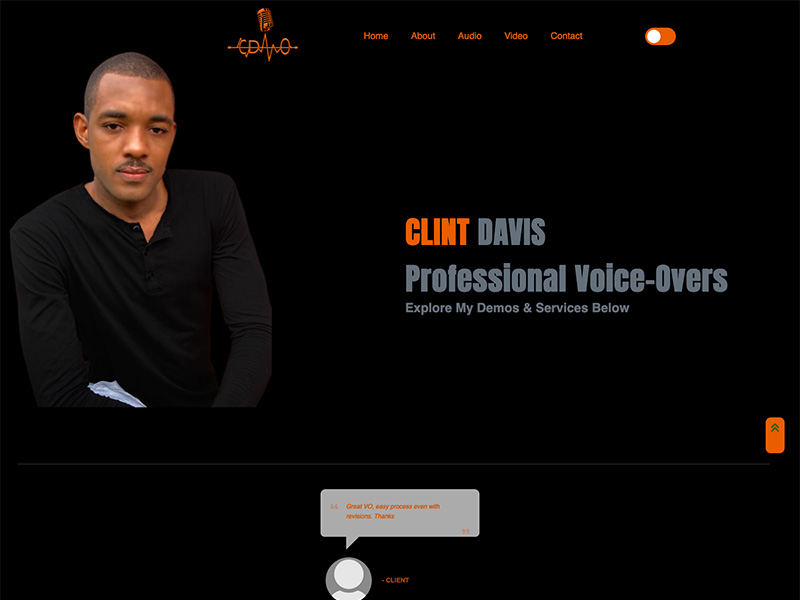 CDAVO
Home About Audio Video Contact
CLINT DAVIS
Professional Voice-Overs
Explore My Demos & Services Below
“ Great VO, easy process even with
revisions. Thanks ”
- CLIENT